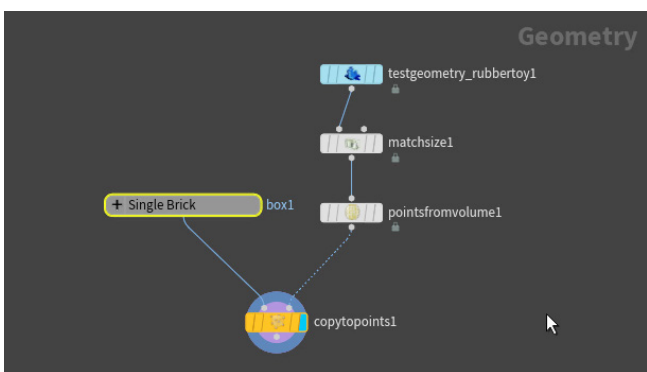 Geometry
testgeometry_rubbertoy1
matchsize1
+ Single Brick box1
pointsfromvolume1
copytopoints1